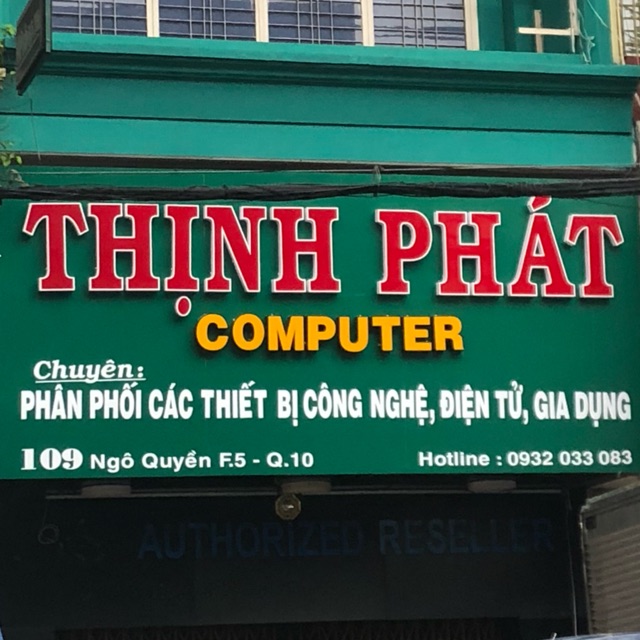 THỊNH PHÁT
COMPUTER
Chuyên:
PHÂN PHỐI CÁC THIẾT BỊ CÔNG NGHỆ, ĐIỆN TỬ, GIA DỤNG
109 Ngô Quyền F.5 - Q.10 Hotline : 0932 033 083
AUTHORIZED RESELLER